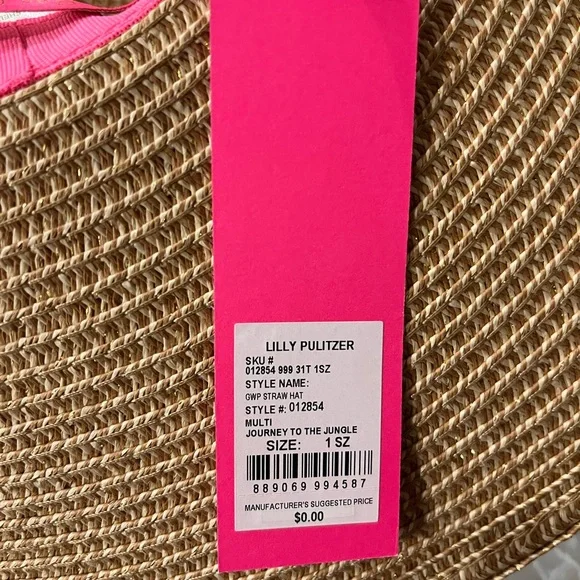 LILLY PULITZER
SKU #
012854 999 31T 1SZ
STYLE NAME:
GWP STRAW HAT
STYLE #: 012854
MULTI
JOURNEY TO THE JUNGLE
SIZE: 1 SZ
889069 994587
MANUFACTURER'S SUGGESTED PRICE
$0.00